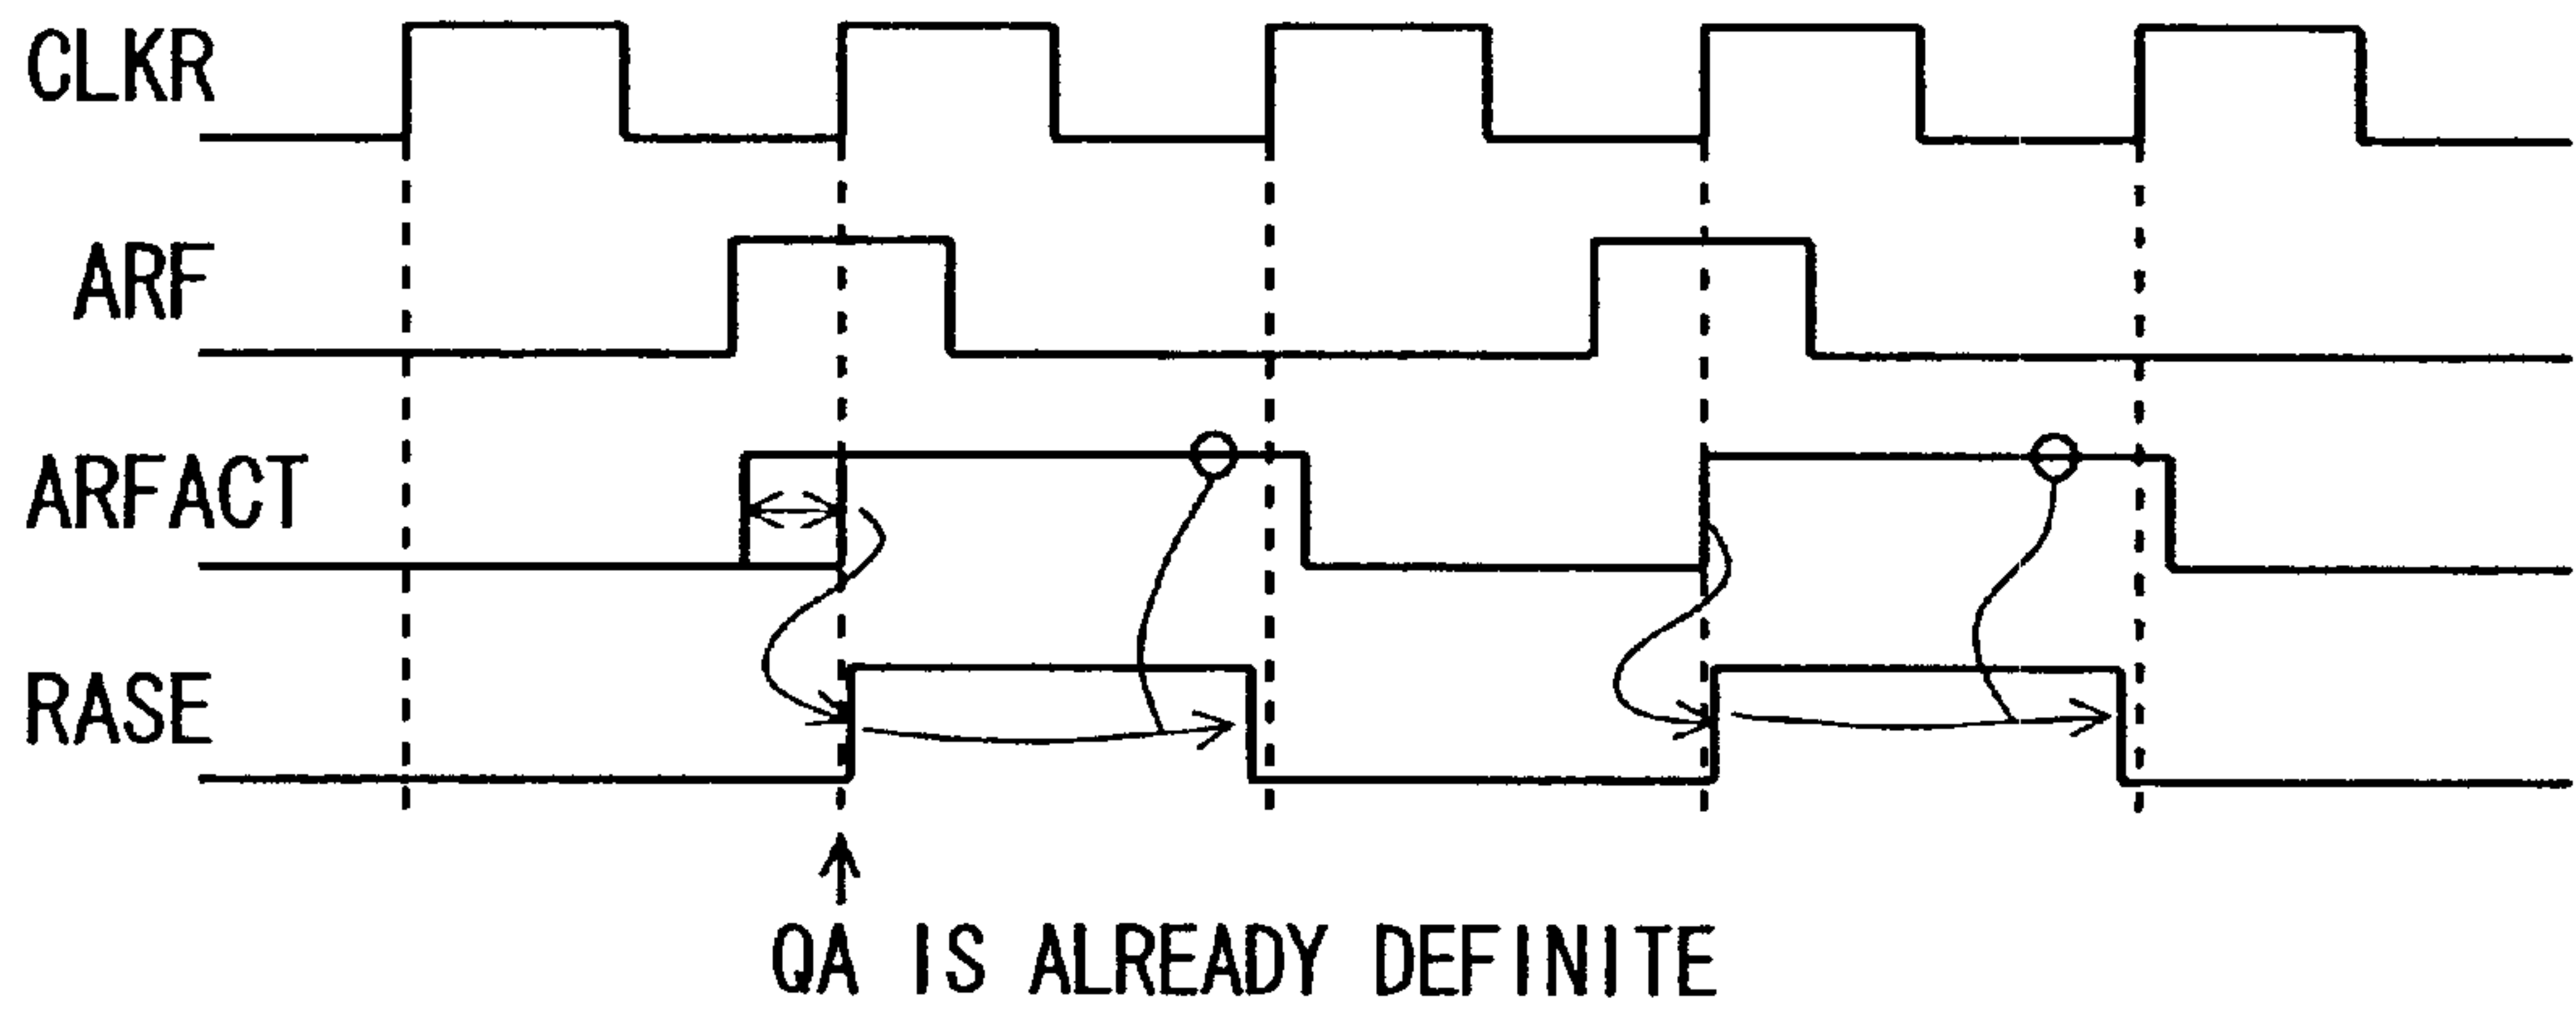 CLKR
ARF
ARFACT
RASE
QA IS ALREADY DEFINITE